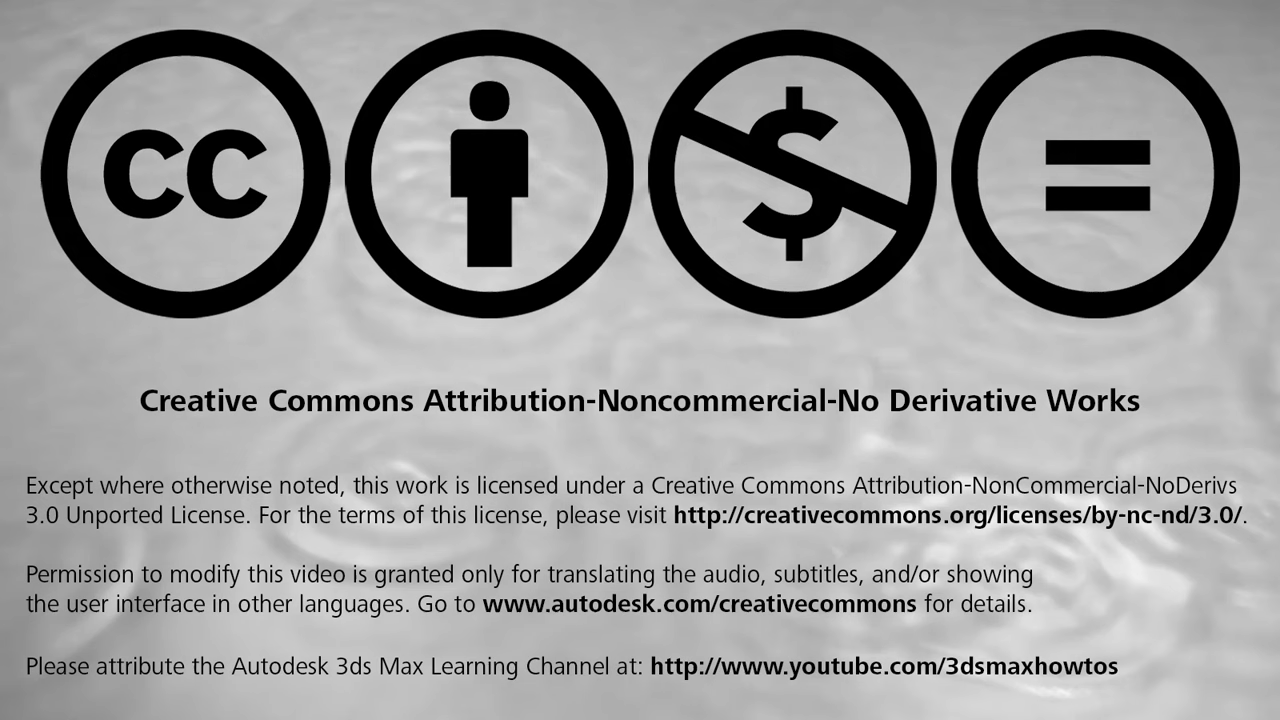 cc $ =
Creative Commons Attribution-Noncommercial-No Derivative Works
Except where otherwise noted, this work is licensed under a Creative Commons Attribution-NonCommercial-NoDerivs
3.0 Unported License. For the terms of this license, please visit http://creativecommons.org/licenses/by-nc-nd/3.0/.
Permission to modify this video is granted only for translating the audio, subtitles, and/or showing
the user interface in other languages. Go to www.autodesk.com/creativecommons for details.
Please attribute the Autodesk 3ds Max Learning Channel at: http://www.youtube.com/3dsmaxhowtos